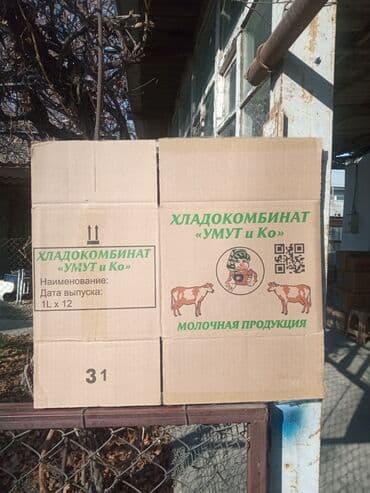 ХЛАДОКОМБИНАТ
«УМУТ и Ко»
Наименование:
Дата выпуска:
1L x 12
31
ХЛАДОКОМБИНАТ
«УМУТ и Ко»
МОЛОЧНАЯ ПРОДУКЦИЯ